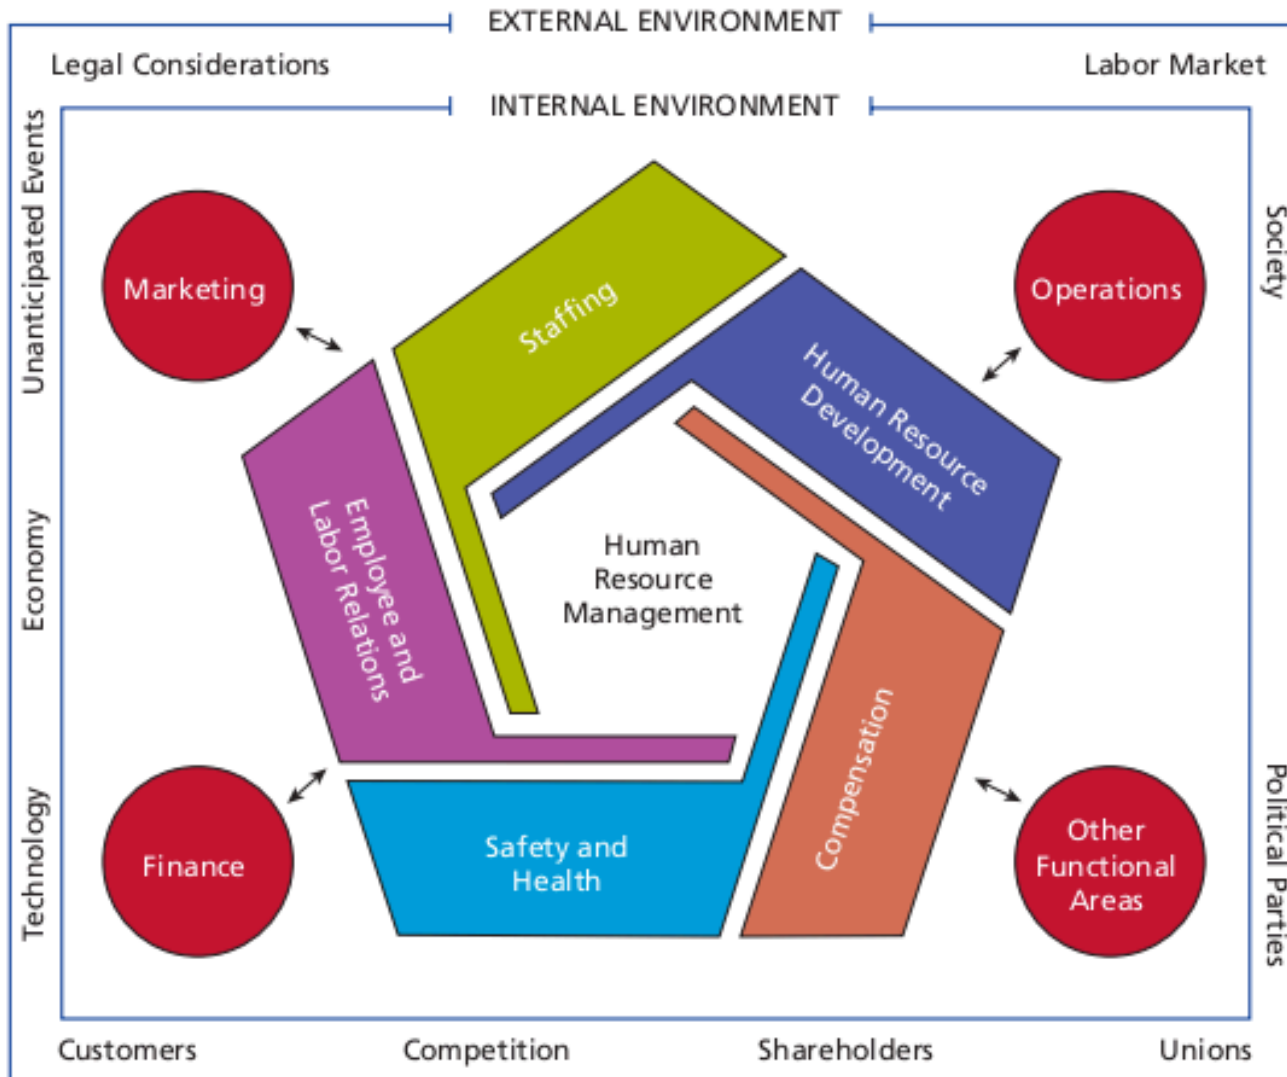 EXTERNAL ENVIRONMENT
Legal Considerations
Labor Market
INTERNAL ENVIRONMENT
Unanticipated Events
Economy
Technology
Society
Political Parties
Marketing
Operations
Staffing
Human Resource
Development
Employee and
Labor Relations
Human
Resource
Management
Compensation
Safety and
Health
Finance
Other
Functional
Areas
Customers
Competition
Shareholders
Unions